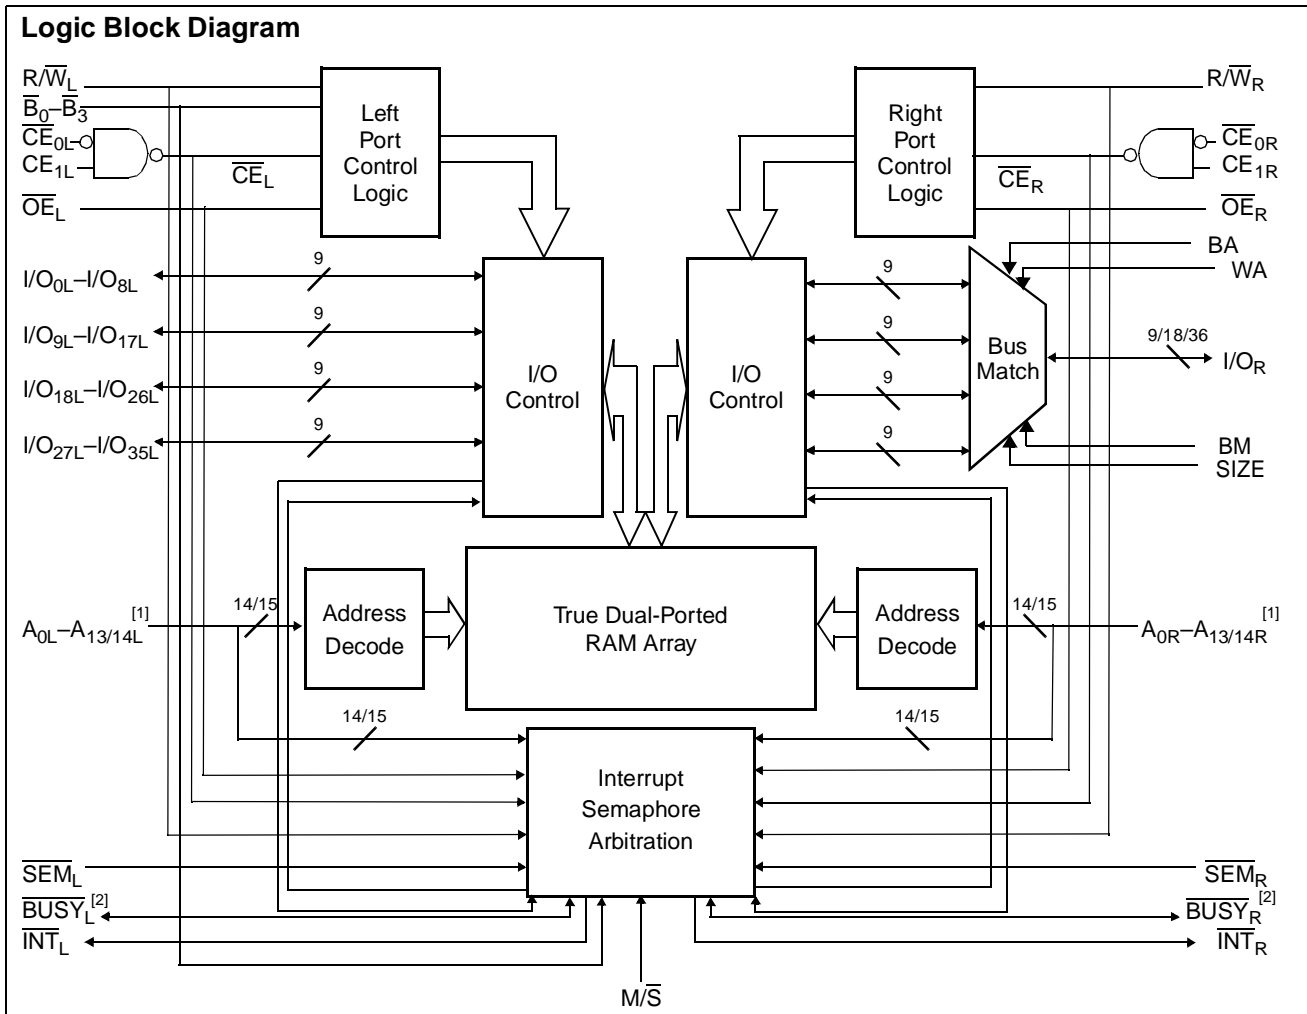 Logic Block Diagram
R/W̅L
B̅0–B̅3
C̅E̅0L
CE1L
C̅E̅L
O̅E̅L
Left
Port
Control
Logic
Right
Port
Control
Logic
R/W̅R
C̅E̅0R
CE1R
C̅E̅R
O̅E̅R
BA
WA
I/O0L–I/O8L
9
I/O9L–I/O17L
9
I/O18L–I/O26L
9
I/O27L–I/O35L
9
I/O
Control
I/O
Control
9
9
9
9
Bus
Match
9/18/36
I/OR
BM
SIZE
A0L–A13/14L[1]
14/15
Address
Decode
True Dual-Ported
RAM Array
Address
Decode
14/15
A0R–A13/14R[1]
14/15
14/15
Interrupt
Semaphore
Arbitration
S̅E̅M̅L
B̅U̅S̅Y̅L[2]
I̅N̅T̅L
S̅E̅M̅R
B̅U̅S̅Y̅R[2]
I̅N̅T̅R
M/S̅